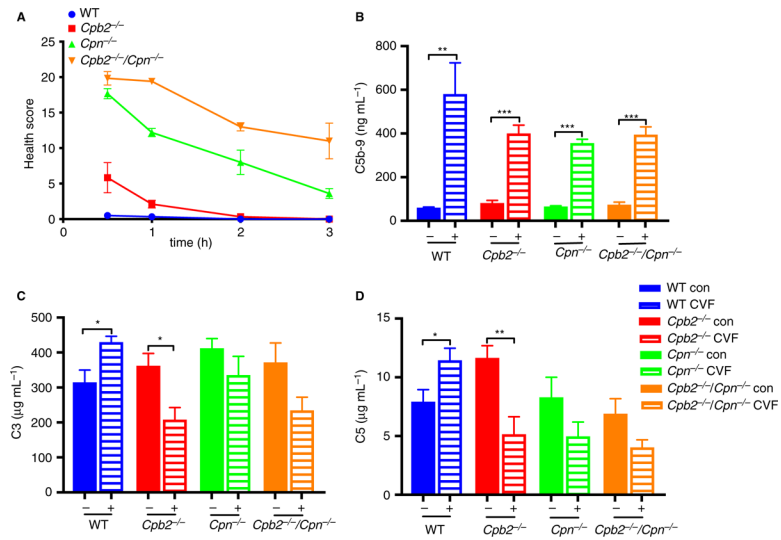 A
WT
Cpb2–/–
Cpn–/–
Cpb2–/–/Cpn–/–
25
20
15
10
5
0
Health score
0 1 2 3
time (h)
B
800
600
400
200
0
C5b-9 (ng mL–1)
** *** *** ***
– + – + – + – +
WT Cpb2–/– Cpn–/– Cpb2–/–/Cpn–/–
C
500
400
300
200
100
0
C3 (µg mL–1)
* *
– + – + – + – +
WT Cpb2–/– Cpn–/– Cpb2–/–/Cpn–/–
D
15
10
5
0
C5 (µg mL–1)
* **
– + – + – + – +
WT Cpb2–/– Cpn–/– Cpb2–/–/Cpn–/–
WT con
WT CVF
Cpb2–/– con
Cpb2–/– CVF
Cpn–/– con
Cpn–/– CVF
Cpb2–/–/Cpn–/– con
Cpb2–/–/Cpn–/– CVF